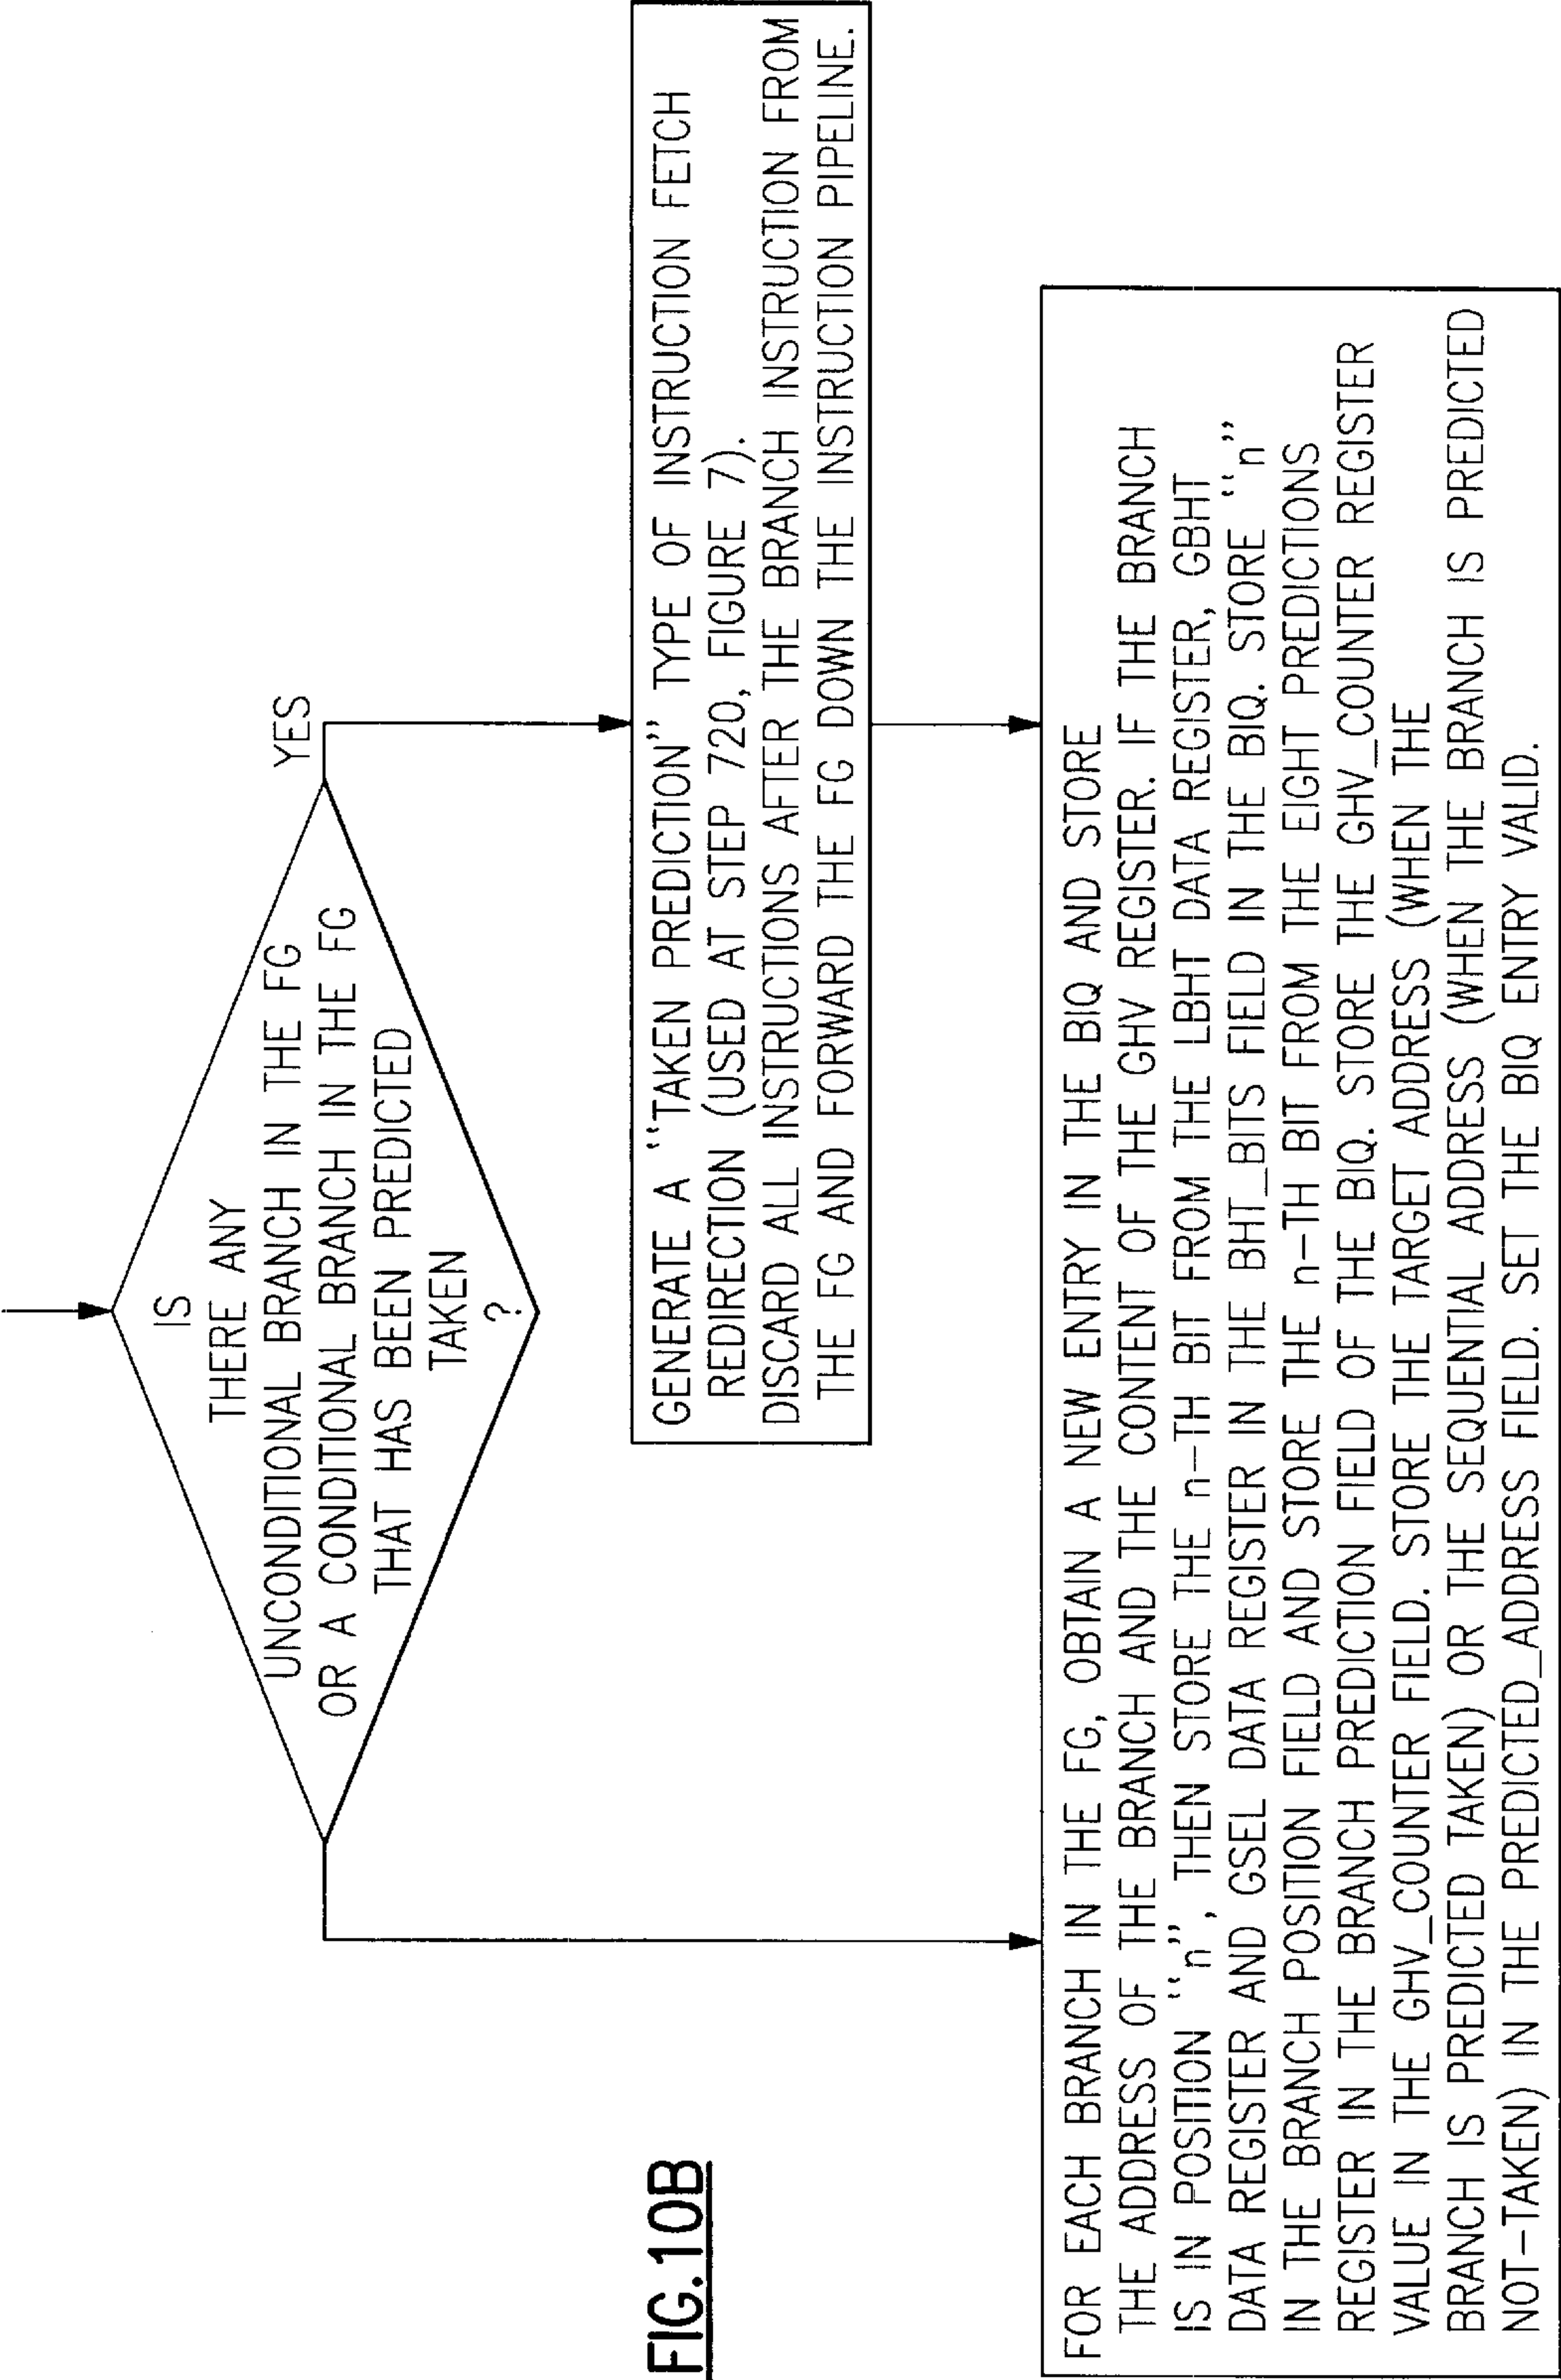 IS
THERE ANY
UNCONDITIONAL BRANCH IN THE FG
OR A CONDITIONAL BRANCH IN THE FG
THAT HAS BEEN PREDICTED
TAKEN
?
YES
GENERATE A "TAKEN PREDICTION" TYPE OF INSTRUCTION FETCH
REDIRECTION (USED AT STEP 720, FIGURE 7).
DISCARD ALL INSTRUCTIONS AFTER THE BRANCH INSTRUCTION FROM
THE FG AND FORWARD THE FG DOWN THE INSTRUCTION PIPELINE.
FOR EACH BRANCH IN THE FG, OBTAIN A NEW ENTRY IN THE BIQ AND STORE
THE ADDRESS OF THE BRANCH AND THE CONTENT OF THE GHV REGISTER. IF THE BRANCH
IS IN POSITION "n", THEN STORE THE n-TH BIT FROM THE LBHT DATA REGISTER, GBHT
DATA REGISTER AND GSEL DATA REGISTER IN THE BHT_BITS FIELD IN THE BIQ. STORE "n"
IN THE BRANCH POSITION FIELD AND STORE THE n-TH BIT FROM THE EIGHT PREDICTIONS
REGISTER IN THE BRANCH PREDICTION FIELD OF THE BIQ. STORE THE GHV_COUNTER REGISTER
VALUE IN THE GHV_COUNTER FIELD. STORE THE TARGET ADDRESS (WHEN THE
BRANCH IS PREDICTED TAKEN) OR THE SEQUENTIAL ADDRESS (WHEN THE BRANCH IS PREDICTED
NOT-TAKEN) IN THE PREDICTED_ADDRESS FIELD. SET THE BIQ ENTRY VALID.
FIG.10B